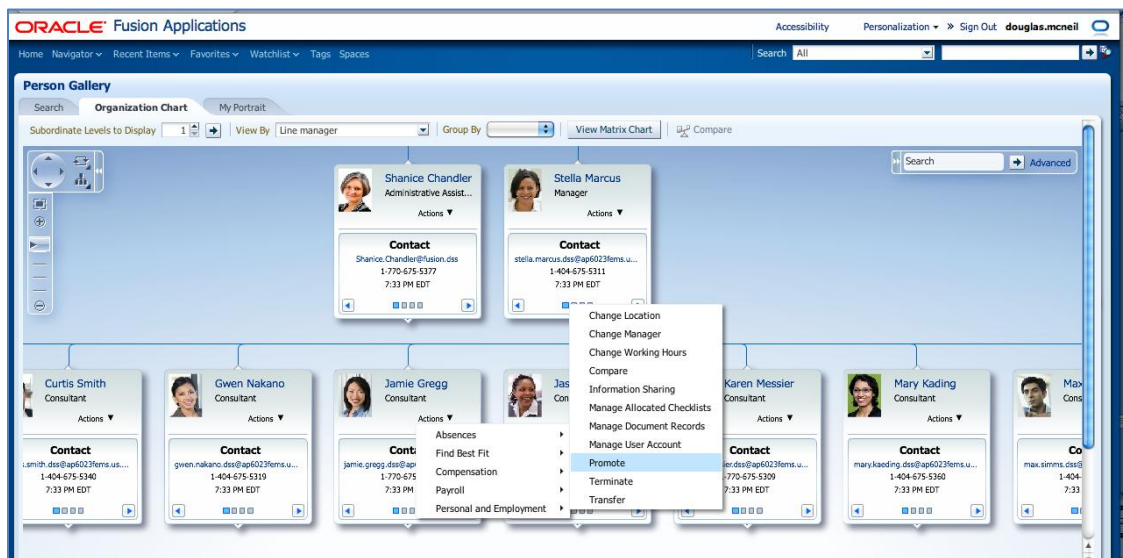 ORACLE Fusion Applications
Accessibility Personalization Sign Out douglas.mcneil
Home Navigator Recent Items Favorites Watchlist Tags Spaces Search All
Person Gallery
Search Organization Chart My Portrait
Subordinate Levels to Display 1 View By Line manager Group By View Matrix Chart Compare
Search Advanced
Shanice Chandler
Administrative Assist...
Actions ▼
Contact
Shanice.Chandler@fusion.dss
1-770-675-5377
7:33 PM EDT
Stella Marcus
Manager
Actions ▼
Contact
stella.marcus.dss@ap6023fems.u...
1-404-675-5311
7:33 PM EDT
Curtis Smith
Consultant
Actions ▼
Contact
.smith.dss@ap6023fems.us....
1-404-675-5340
7:33 PM EDT
Gwen Nakano
Consultant
Actions ▼
Contact
gwen.nakano.dss@ap6023fems.u...
1-404-675-5319
7:33 PM EDT
Jamie Gregg
Consultant
Actions ▼
Contact
jamie.gregg.dss@ap
1-770-675
7:33 PM
Absences
Find Best Fit
Compensation
Payroll
Personal and Employment
Jas
Con
Change Location
Change Manager
Change Working Hours
Compare
Information Sharing
Manage Allocated Checklists
Manage Document Records
Manage User Account
Promote
Terminate
Transfer
Karen Messier
Consultant
Actions ▼
Contact
ier.dss@ap6023fems.u...
-770-675-5309
7:33 PM EDT
Mary Kading
Consultant
Actions ▼
Contact
mary.kaeding.dss@ap6023fems.u...
1-404-675-5360
7:33 PM EDT
Max
Cons
Co
max.simms.dss@
1-404-
7:33